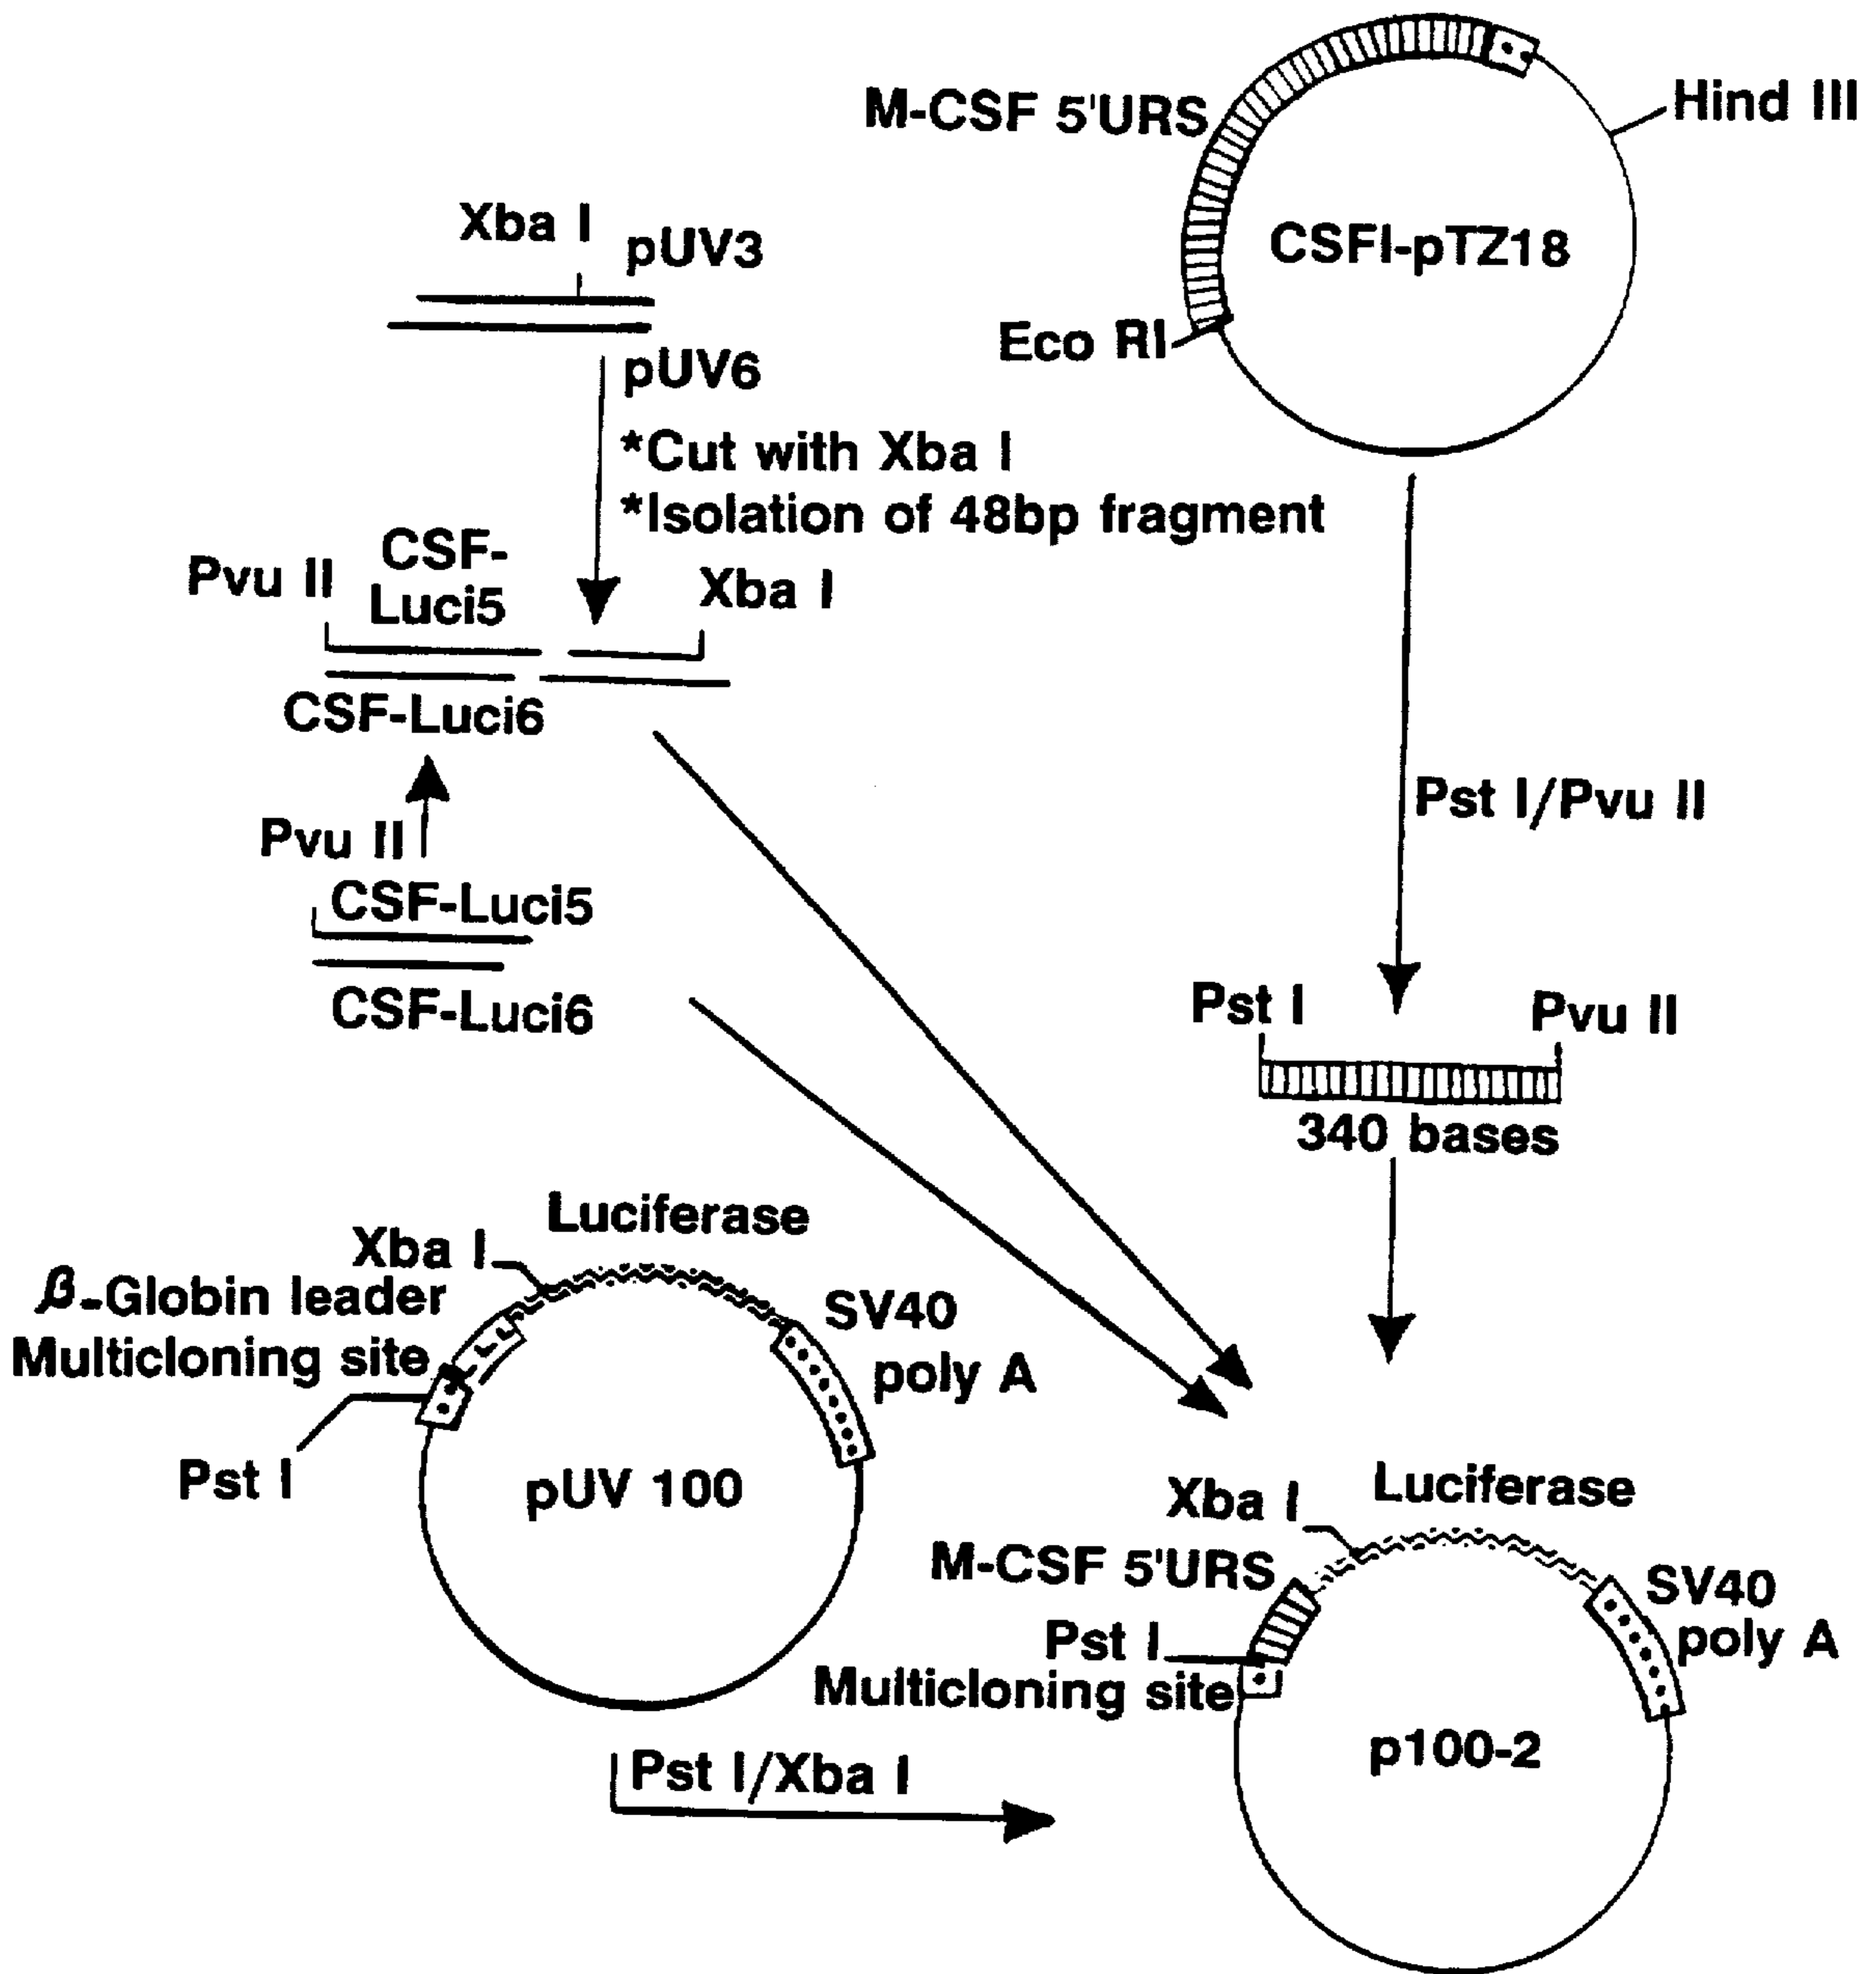 M-CSF 5'URS
Hind III
CSFI-pTZ18
Eco RI
Xba I
pUV3
pUV6
*Cut with Xba I
*Isolation of 48bp fragment
Pvu II
CSF-
Luci5
Xba I
CSF-Luci6
Pvu II
CSF-Luci5
CSF-Luci6
Pst I/Pvu II
Pst I
Pvu II
340 bases
Luciferase
Xba I
β-Globin leader
Multicloning site
SV40
poly A
Pst I
pUV 100
Pst I/Xba I
Xba I
Luciferase
M-CSF 5'URS
Pst I
Multicloning site
SV40
poly A
p100-2